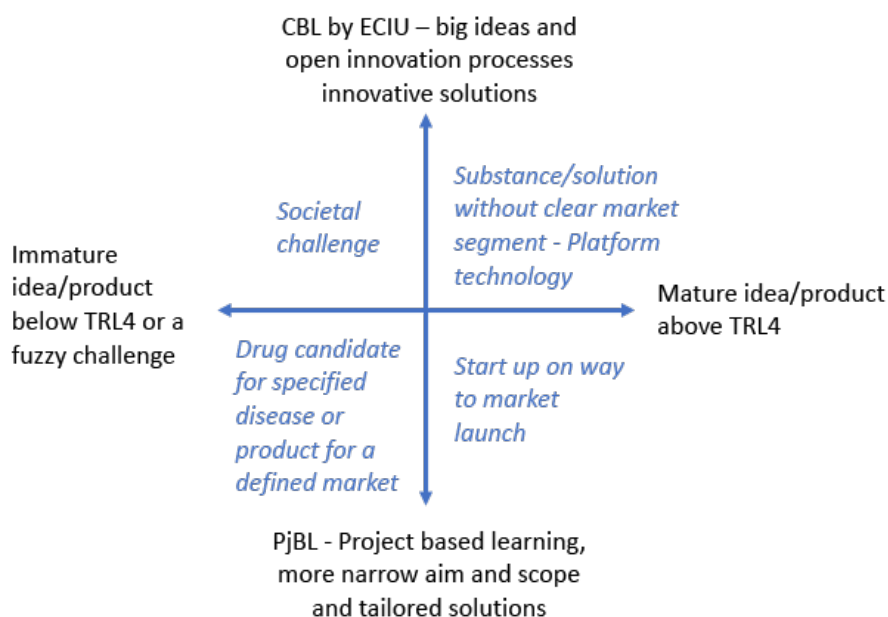 CBL by ECIU – big ideas and
open innovation processes
innovative solutions
Societal
challenge
Substance/solution
without clear market
segment - Platform
technology
Immature
idea/product
below TRL4 or a
fuzzy challenge
Mature idea/product
above TRL4
Drug candidate
for specified
disease or
product for a
defined market
Start up on way
to market
launch
PjBL - Project based learning,
more narrow aim and scope
and tailored solutions